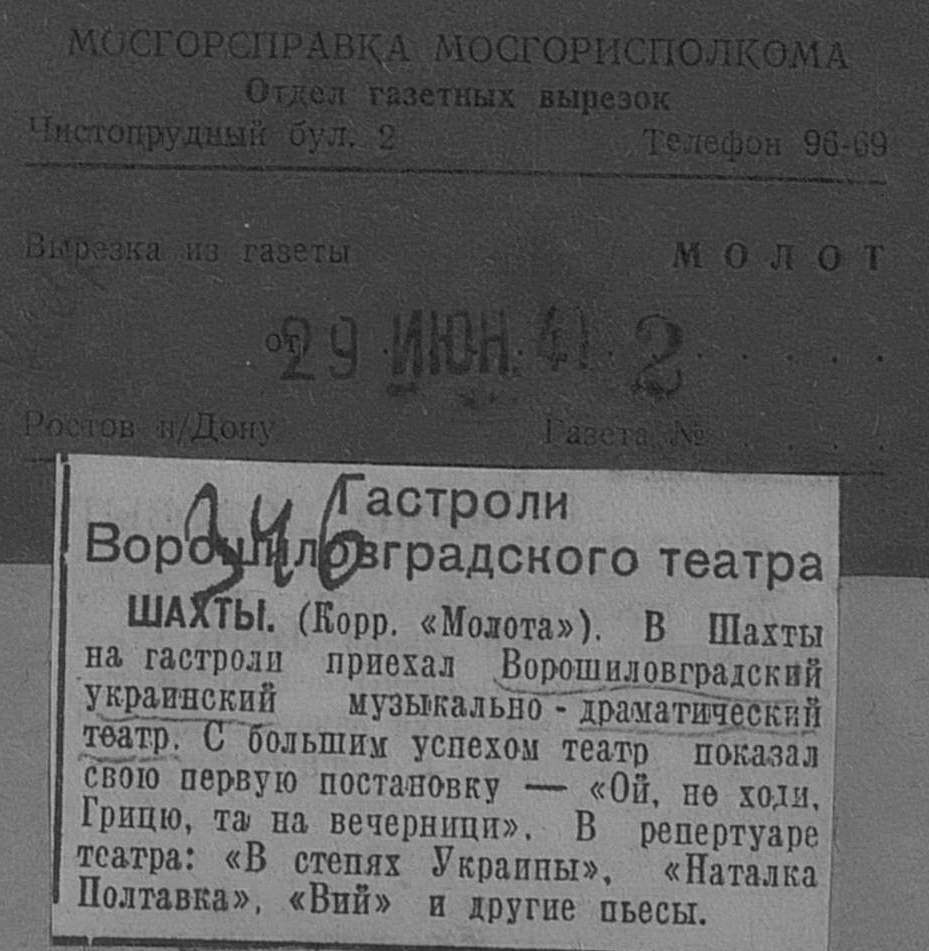 МОСГОРСПРАВКА МОСГОРИСПОЛКОМА
Отдел газетных вырезок
Чистопрудный бул. 2 Телефон 96-69
Вырезка из газеты МОЛОТ
от 29 ИЮН. 41 2
Ростов н/Дону Газета №
346
Гастроли
Ворошиловградского театра
ШАХТЫ. (Корр. «Молота»). В Шахты
на гастроли приехал Ворошиловградский
украинский музыкально-драматический
театр. С большим успехом театр показал
свою первую постановку — «Ой, не ходи,
Грицю, та на вечерници». В репертуаре
театра: «В степях Украины», «Наталка
Полтавка», «Вий» и другие пьесы.